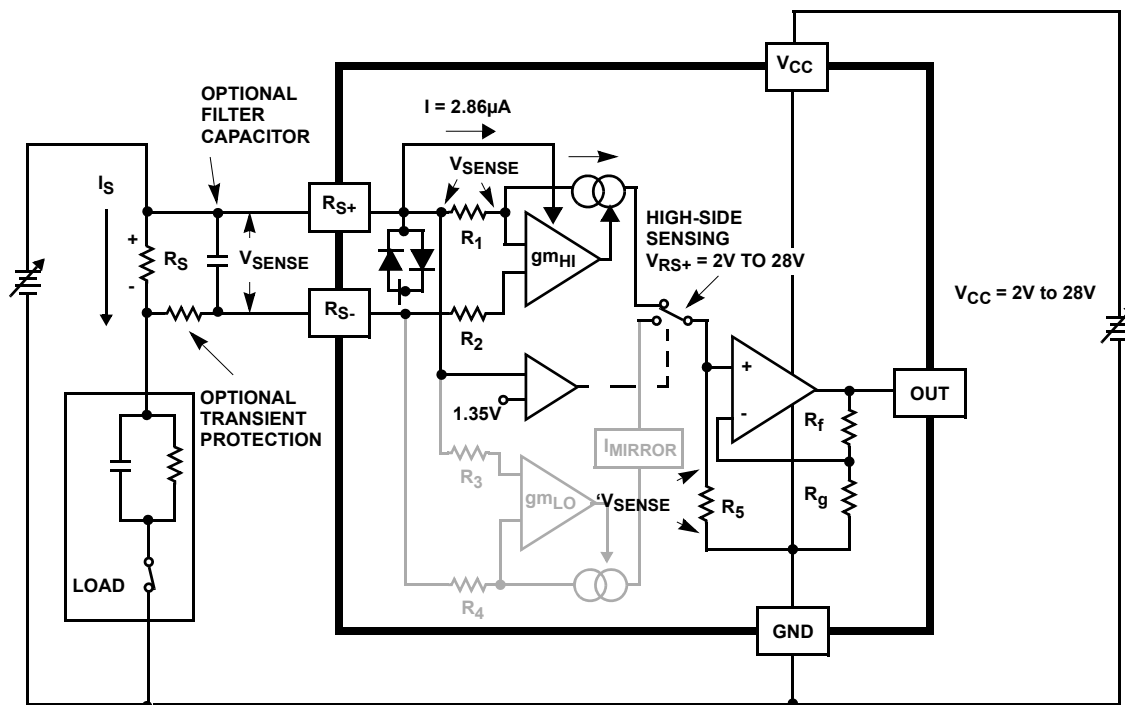 VCC
OPTIONAL
FILTER
CAPACITOR
I = 2.86µA
IS
VSENSE
RS+
R1
gmHI
HIGH-SIDE
SENSING
VRS+ = 2V TO 28V
+
RS
-
VSENSE
VCC = 2V to 28V
RS-
R2
OPTIONAL
TRANSIENT
PROTECTION
1.35V
+
-
OUT
Rf
IMIRROR
R3
gmLO
'VSENSE
R5
Rg
LOAD
R4
GND